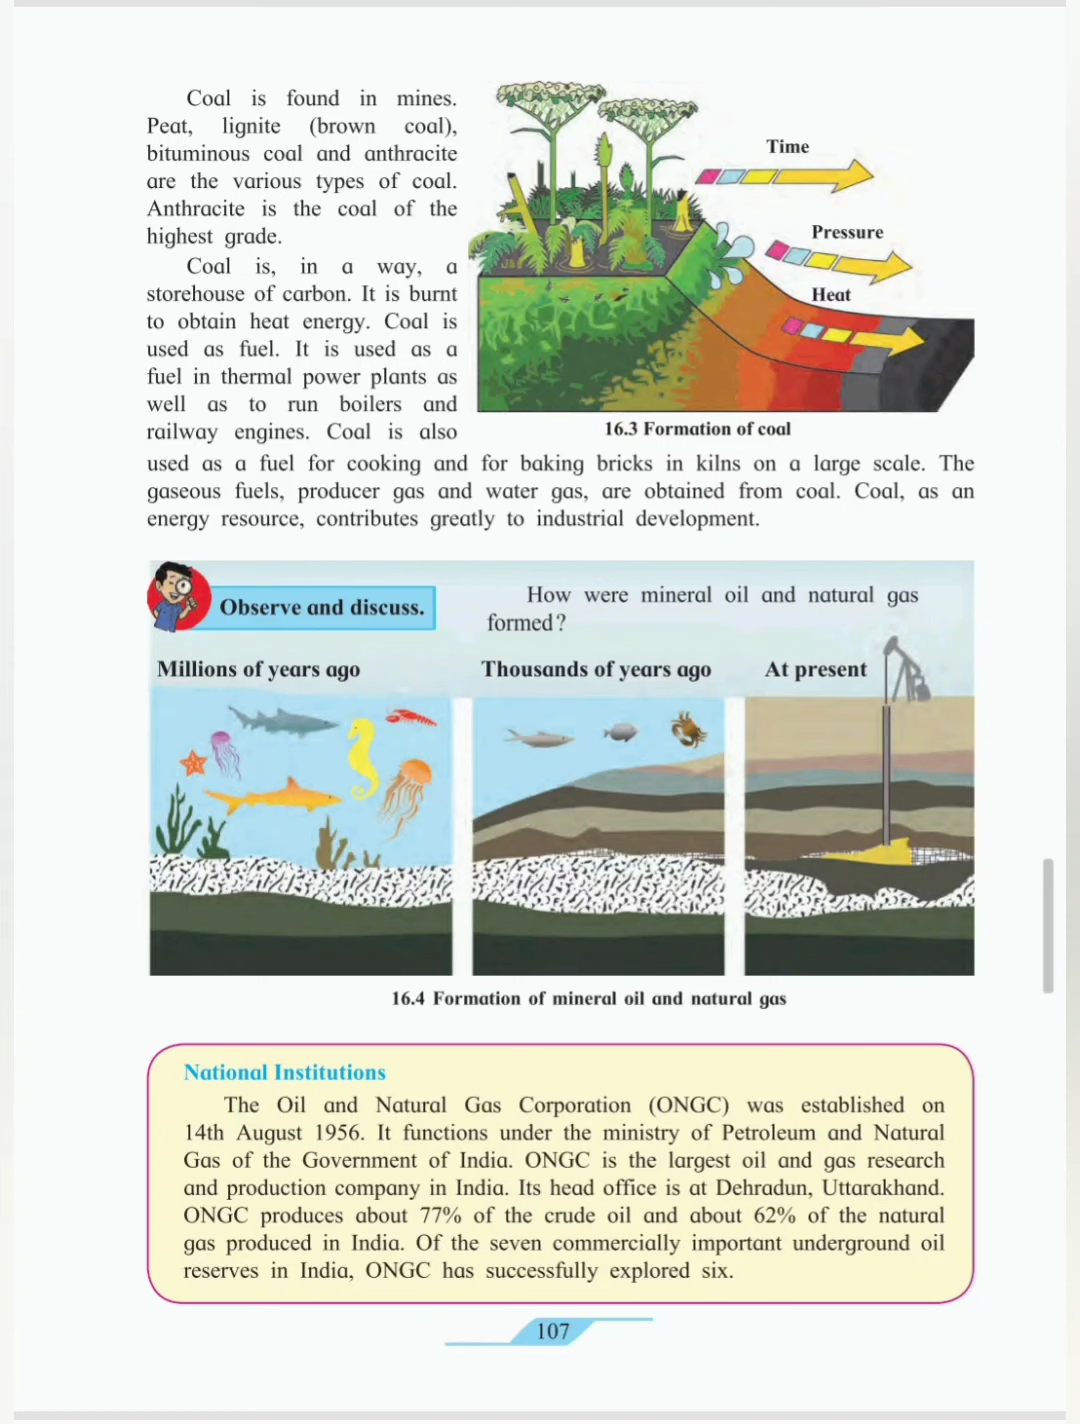 Coal is found in mines.
Peat, lignite (brown coal),
bituminous coal and anthracite
are the various types of coal.
Anthracite is the coal of the
highest grade.
Coal is, in a way, a
storehouse of carbon. It is burnt
to obtain heat energy. Coal is
used as fuel. It is used as a
fuel in thermal power plants as
well as to run boilers and
railway engines. Coal is also
Time
Pressure
Heat
16.3 Formation of coal
used as a fuel for cooking and for baking bricks in kilns on a large scale. The
gaseous fuels, producer gas and water gas, are obtained from coal. Coal, as an
energy resource, contributes greatly to industrial development.
Observe and discuss.
How were mineral oil and natural gas
formed?
Millions of years ago
Thousands of years ago
At present
16.4 Formation of mineral oil and natural gas
National Institutions
The Oil and Natural Gas Corporation (ONGC) was established on
14th August 1956. It functions under the ministry of Petroleum and Natural
Gas of the Government of India. ONGC is the largest oil and gas research
and production company in India. Its head office is at Dehradun, Uttarakhand.
ONGC produces about 77% of the crude oil and about 62% of the natural
gas produced in India. Of the seven commercially important underground oil
reserves in India, ONGC has successfully explored six.
107